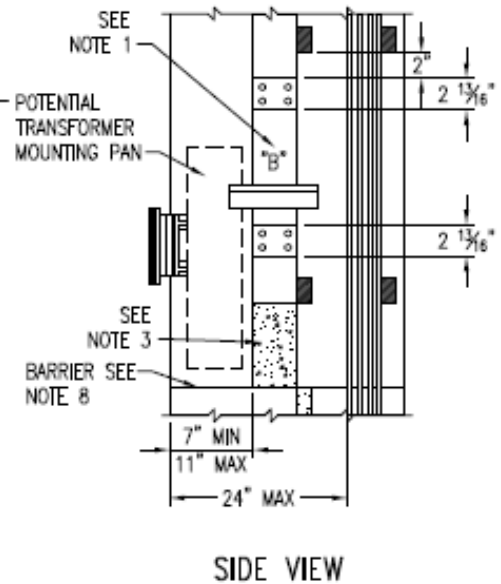 SEE
NOTE 1
POTENTIAL
TRANSFORMER
MOUNTING PAN
"B"
2"
2 13/16"
2 13/16"
SEE
NOTE 3
BARRIER SEE
NOTE 8
7" MIN
11" MAX
24" MAX
SIDE VIEW